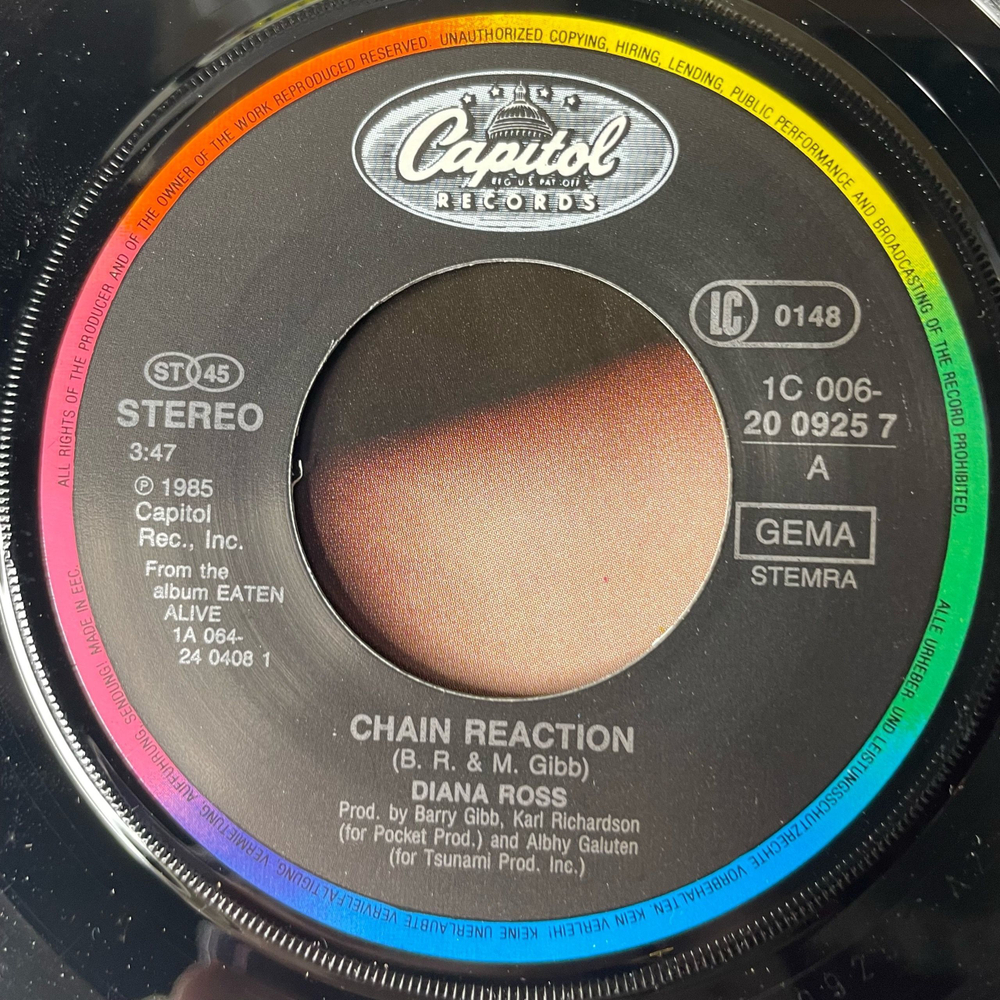 ALL RIGHTS OF THE PRODUCER AND OF THE OWNER OF THE WORK REPRODUCED RESERVED. UNAUTHORIZED COPYING, HIRING, LENDING, PUBLIC PERFORMANCE AND BROADCASTING OF THE RECORD PROHIBITED.
Capitol
REG. U.S. PAT. OFF.
RECORDS
LC 0148
ST 45
STEREO
3:47
℗ 1985
Capitol
Rec., Inc.
From the
album EATEN
ALIVE
1A 064-
24 0408 1
1C 006-
20 0925 7
A
GEMA
STEMRA
CHAIN REACTION
(B. R. & M. Gibb)
DIANA ROSS
Prod. by Barry Gibb, Karl Richardson
(for Pocket Prod.) and Albhy Galuten
(for Tsunami Prod. Inc.)
ALLE URHEBER- UND LEISTUNGSSCHUTZRECHTE VORBEHALTEN. KEIN VERLEIH! KEINE UNERLAUBTE VERVIELFÄLTIGUNG, VERMIETUNG, AUFFÜHRUNG, SENDUNG! MADE IN EEC.